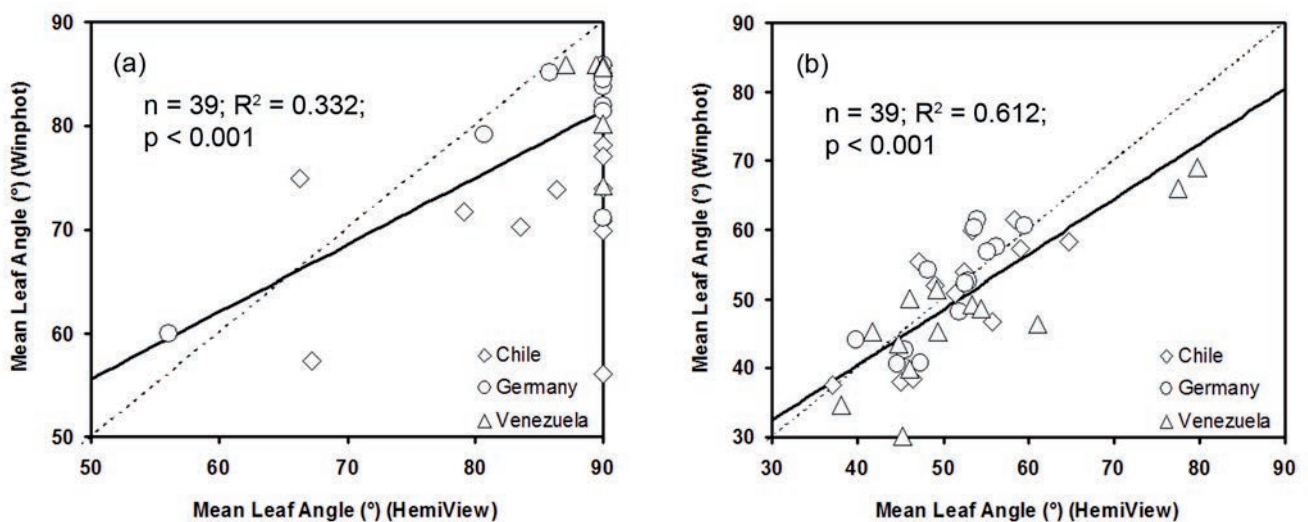 (a)
n = 39; R² = 0.332;
p < 0.001
Mean Leaf Angle (°) (Winphot)
90
80
70
60
50
Chile
Germany
Venezuela
50 60 70 80 90
Mean Leaf Angle (°) (HemiView)
(b)
n = 39; R² = 0.612;
p < 0.001
Mean Leaf Angle (°) (Winphot)
90
80
70
60
50
40
30
Chile
Germany
Venezuela
30 40 50 60 70 80 90
Mean Leaf Angle (°) (HemiView)